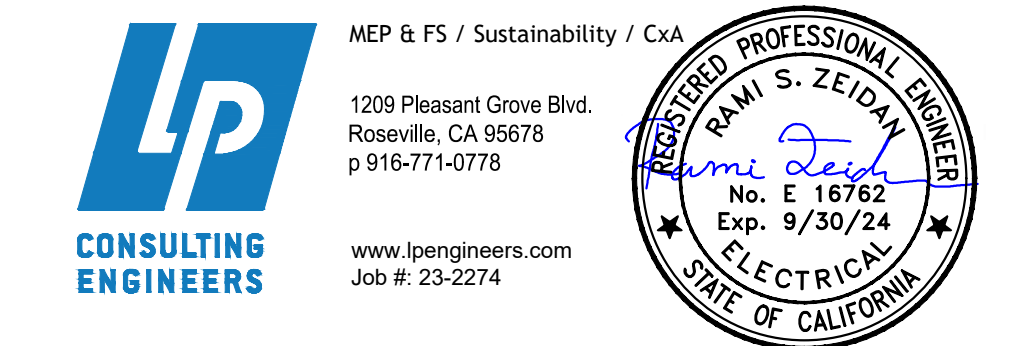 LP
CONSULTING
ENGINEERS
MEP & FS / Sustainability / CxA
1209 Pleasant Grove Blvd.
Roseville, CA 95678
p 916-771-0778
www.lpengineers.com
Job #: 23-2274
REGISTERED PROFESSIONAL ENGINEER
RAMI S. ZEIDAN
Rami Zeidan
No. E 16762
Exp. 9/30/24
ELECTRICAL
STATE OF CALIFORNIA